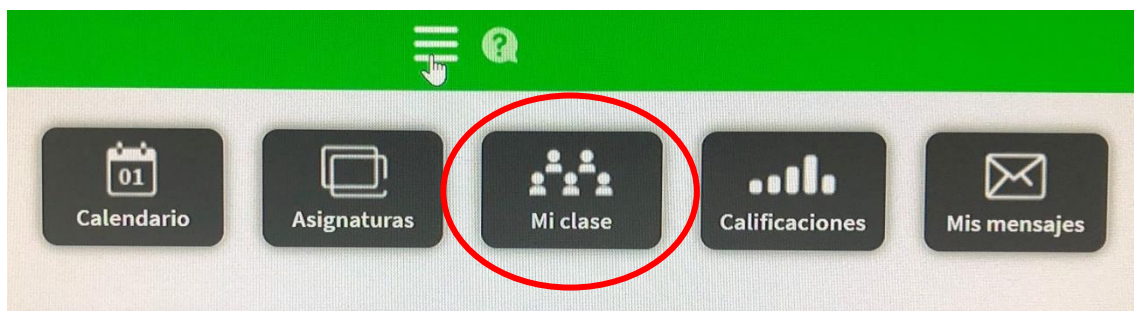 ?
01
Calendario
Asignaturas
Mi clase
Calificaciones
Mis mensajes